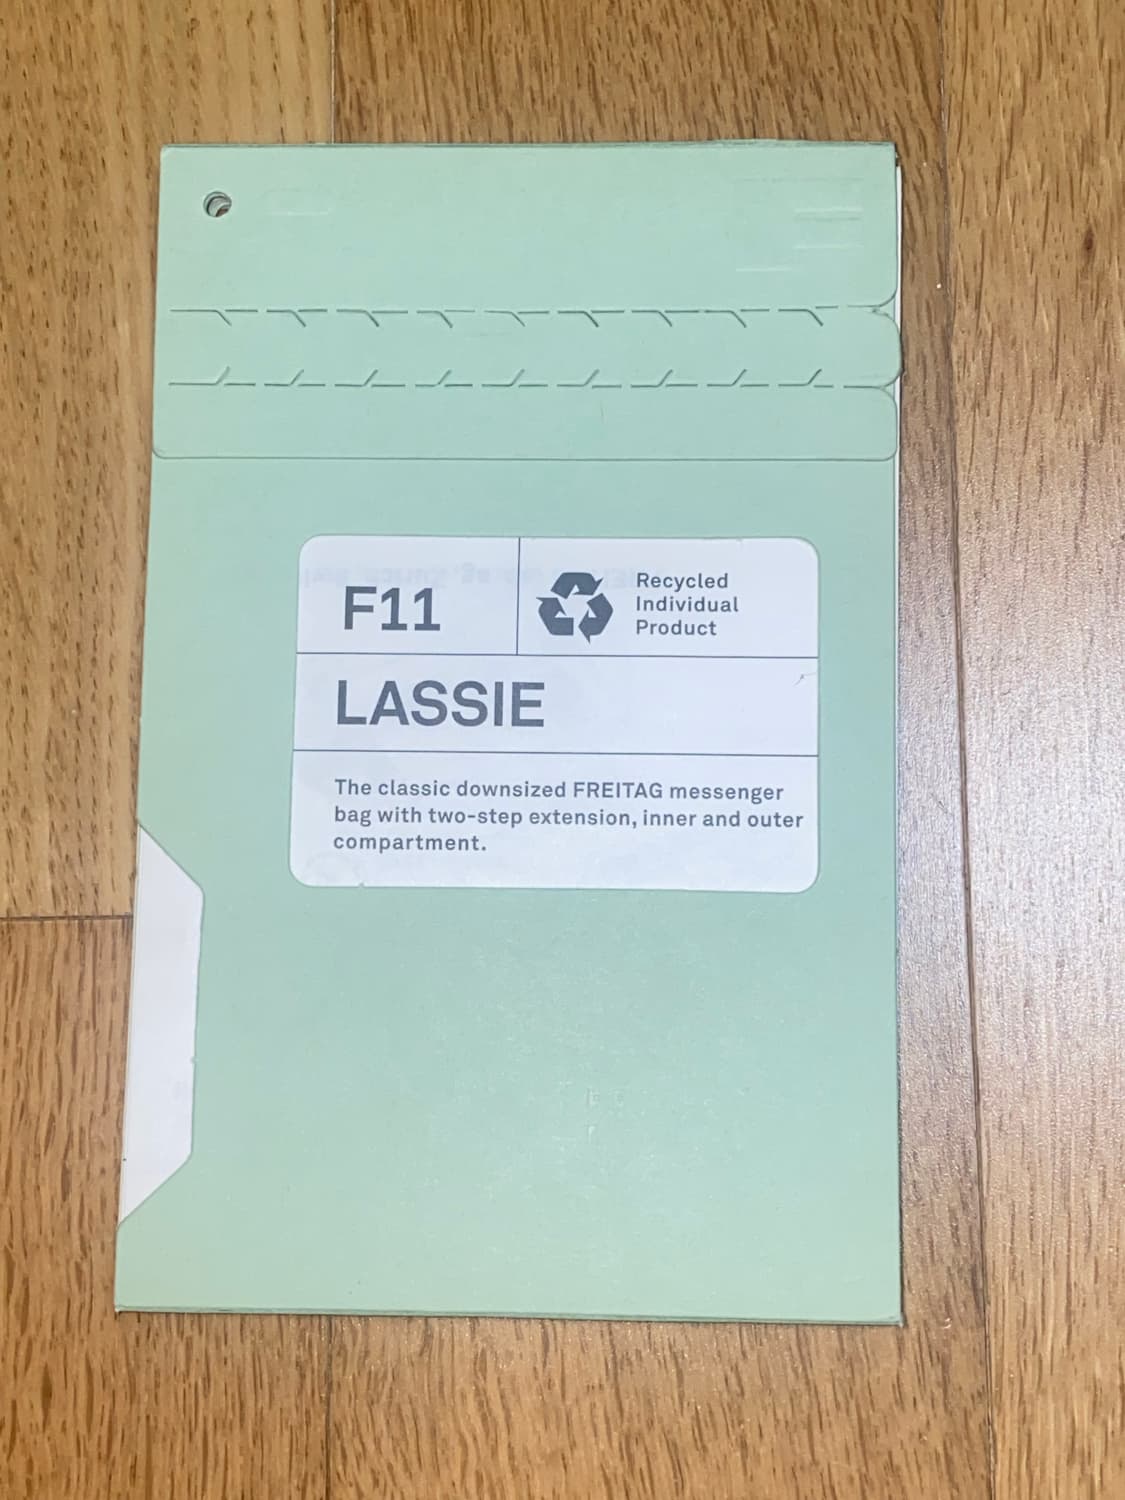 F11
Recycled
Individual
Product
LASSIE
The classic downsized FREITAG messenger
bag with two-step extension, inner and outer
compartment.